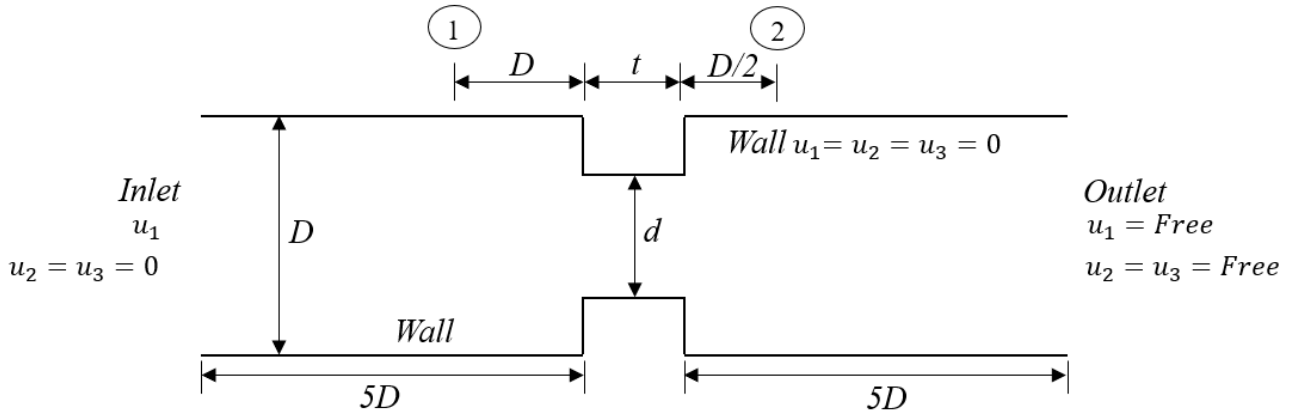 1
2
D
t
D/2
Wall u₁= u₂ = u₃ = 0
Inlet
u₁
u₂ = u₃ = 0
D
d
Outlet
u₁ = Free
u₂ = u₃ = Free
Wall
5D
5D